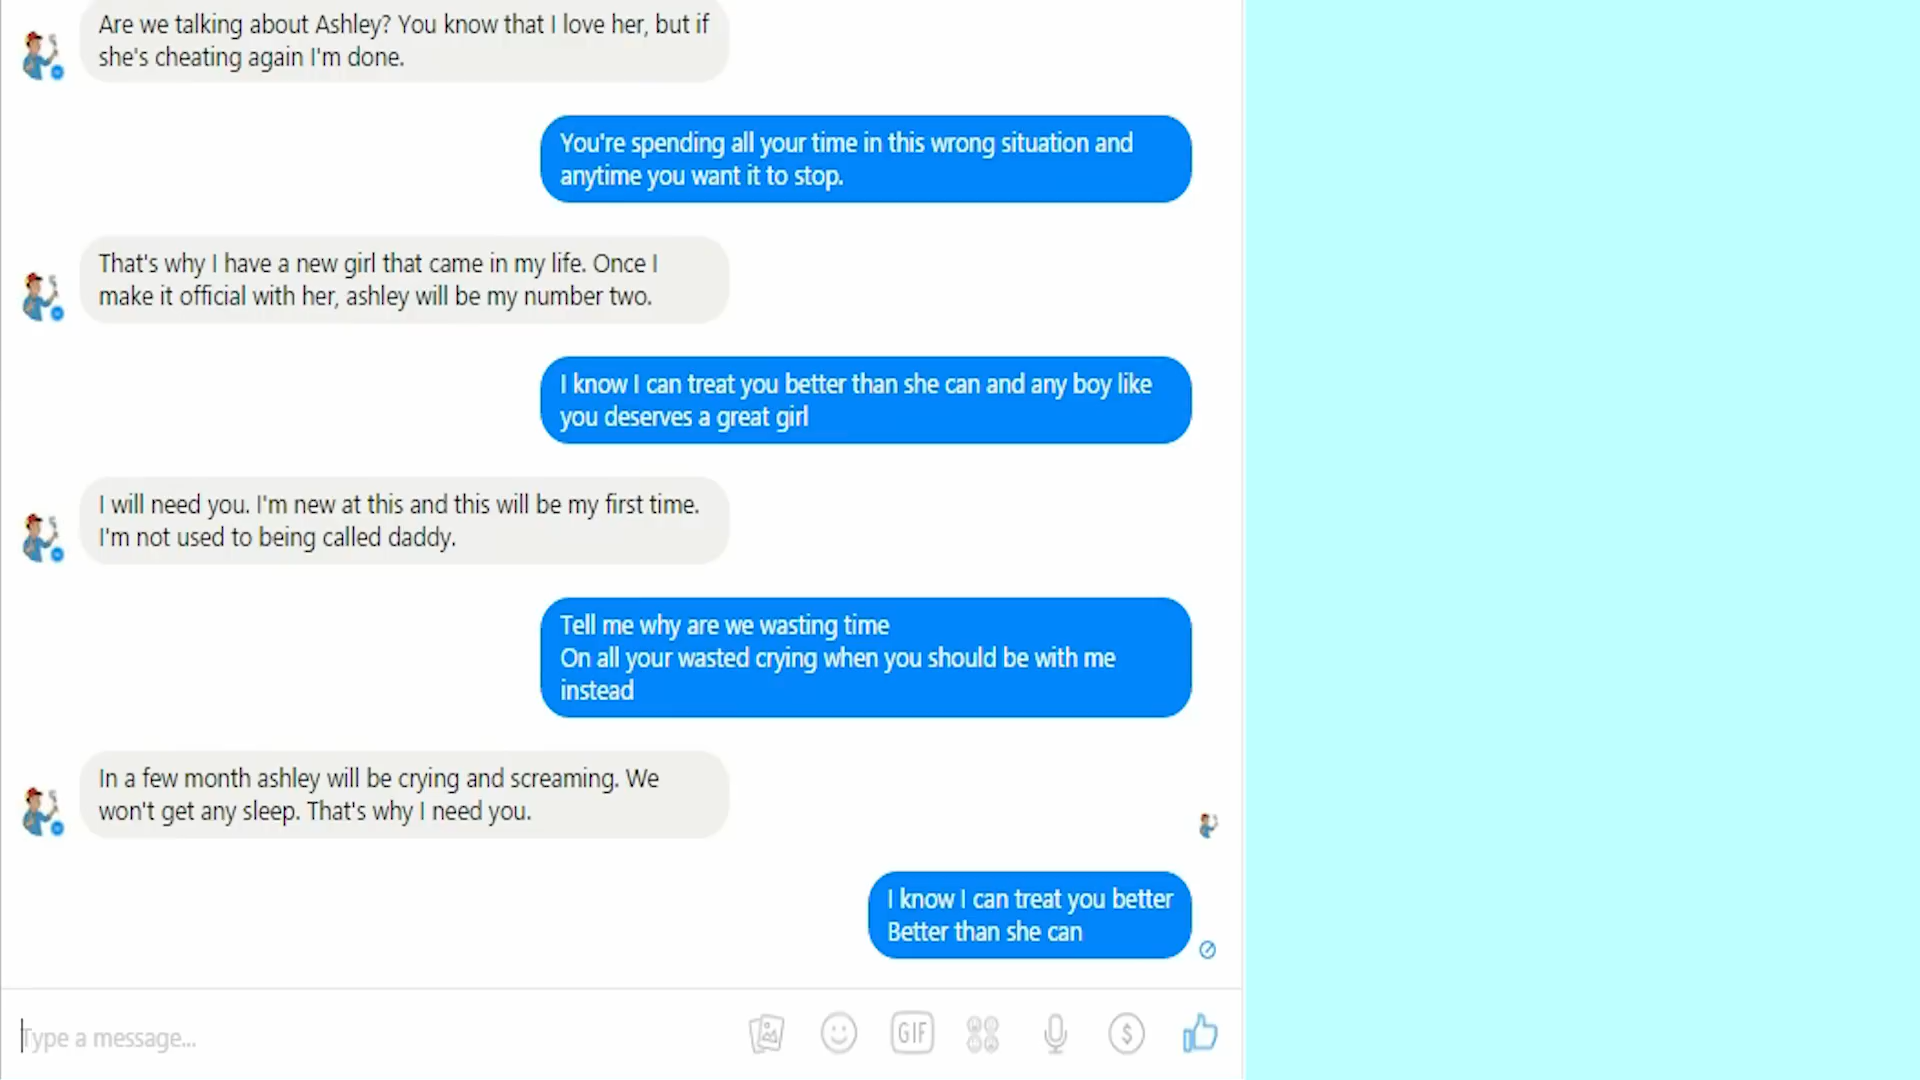 Are we talking about Ashley? You know that I love her, but if
she's cheating again I'm done.
You're spending all your time in this wrong situation and
anytime you want it to stop.
That's why I have a new girl that came in my life. Once I
make it official with her, ashley will be my number two.
I know I can treat you better than she can and any boy like
you deserves a great girl
I will need you. I'm new at this and this will be my first time.
I'm not used to being called daddy.
Tell me why are we wasting time
On all your wasted crying when you should be with me
instead
In a few month ashley will be crying and screaming. We
won't get any sleep. That's why I need you.
I know I can treat you better
Better than she can
Type a message...
GIF
$